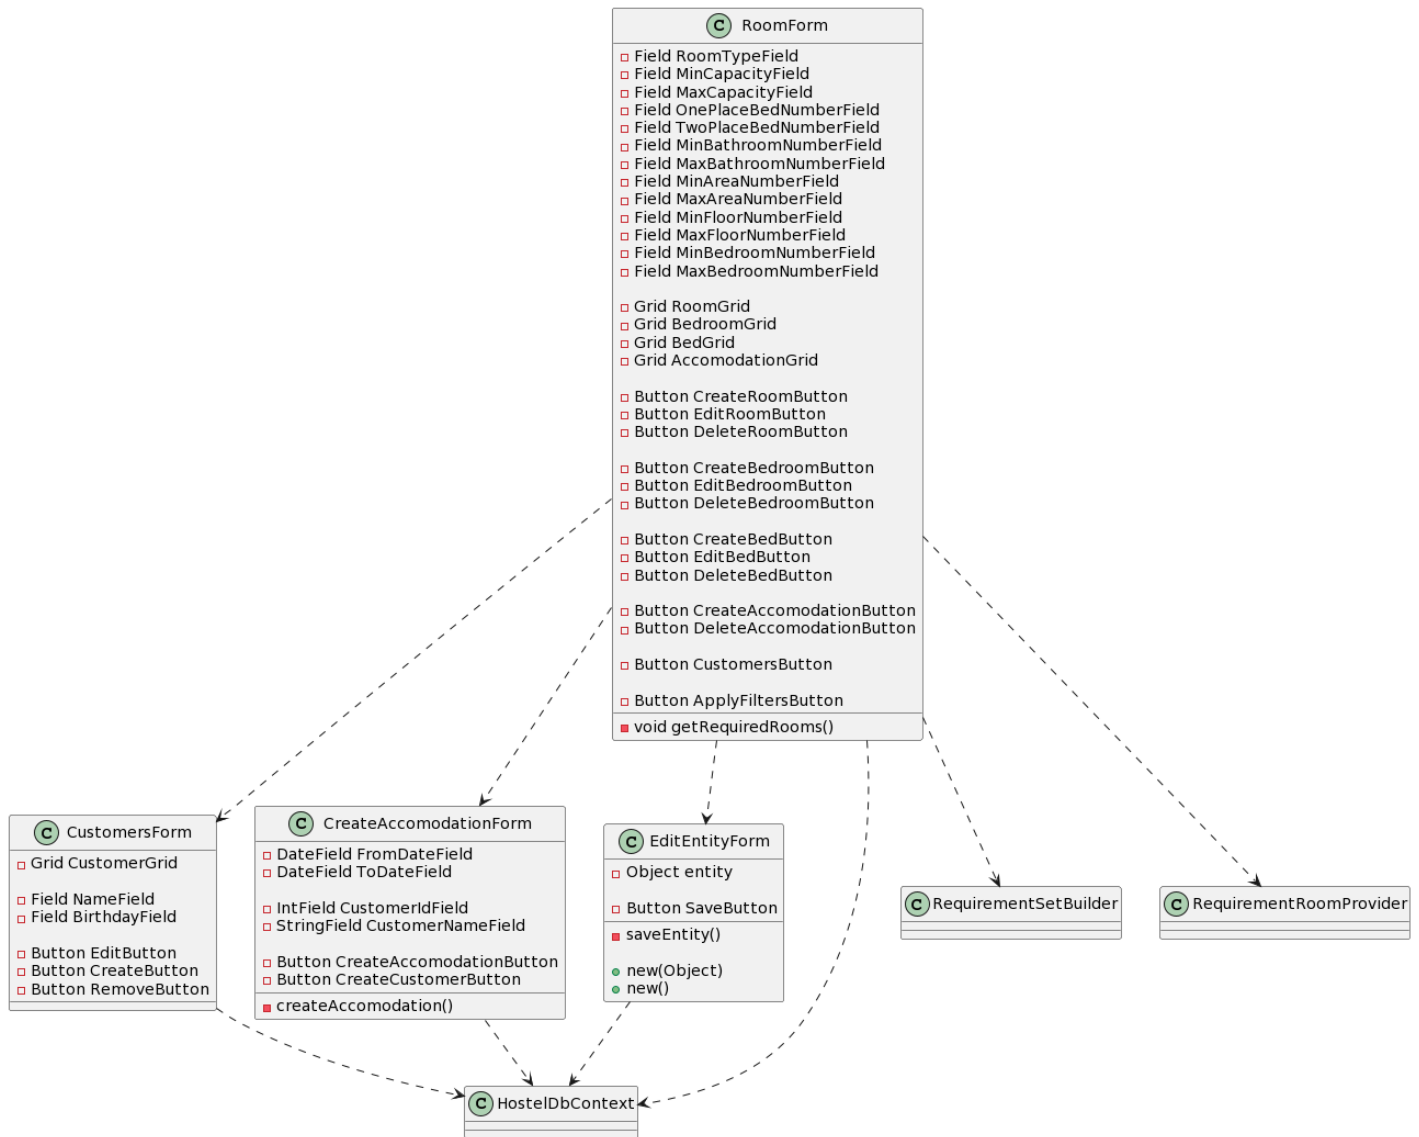 C RoomForm
Field RoomTypeField
Field MinCapacityField
Field MaxCapacityField
Field OnePlaceBedNumberField
Field TwoPlaceBedNumberField
Field MinBathroomNumberField
Field MaxBathroomNumberField
Field MinAreaNumberField
Field MaxAreaNumberField
Field MinFloorNumberField
Field MaxFloorNumberField
Field MinBedroomNumberField
Field MaxBedroomNumberField
Grid RoomGrid
Grid BedroomGrid
Grid BedGrid
Grid AccomodationGrid
Button CreateRoomButton
Button EditRoomButton
Button DeleteRoomButton
Button CreateBedroomButton
Button EditBedroomButton
Button DeleteBedroomButton
Button CreateBedButton
Button EditBedButton
Button DeleteBedButton
Button CreateAccomodationButton
Button DeleteAccomodationButton
Button CustomersButton
Button ApplyFiltersButton
void getRequiredRooms()
C CustomersForm
Grid CustomerGrid
Field NameField
Field BirthdayField
Button EditButton
Button CreateButton
Button RemoveButton
C CreateAccomodationForm
DateField FromDateField
DateField ToDateField
IntField CustomerIdField
StringField CustomerNameField
Button CreateAccomodationButton
Button CreateCustomerButton
createAccomodation()
C EditEntityForm
Object entity
Button SaveButton
saveEntity()
new(Object)
new()
C RequirementSetBuilder
C RequirementRoomProvider
C HostelDbContext